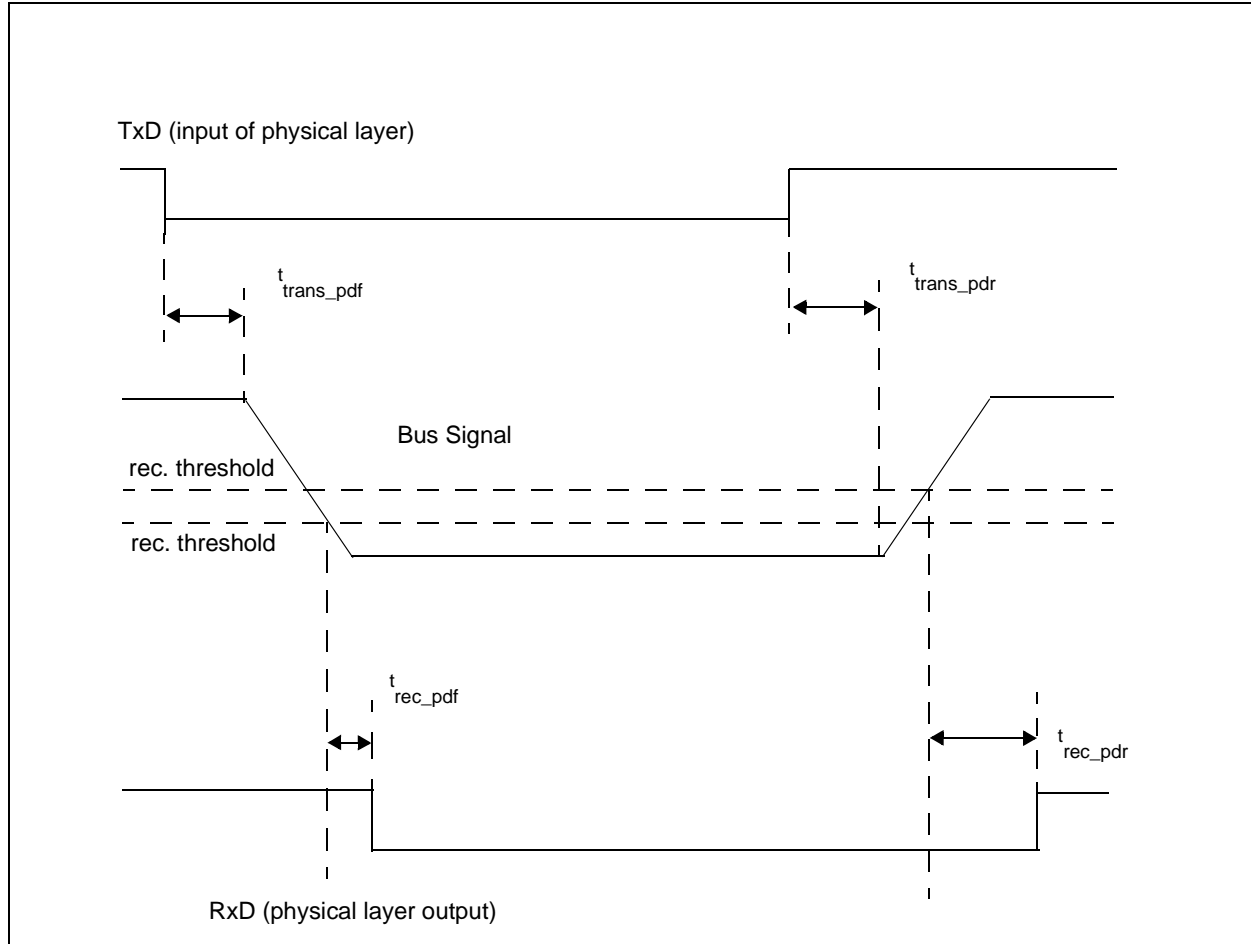 TxD (input of physical layer)
t trans_pdf
t trans_pdr
Bus Signal
rec. threshold
rec. threshold
t rec_pdf
t rec_pdr
RxD (physical layer output)